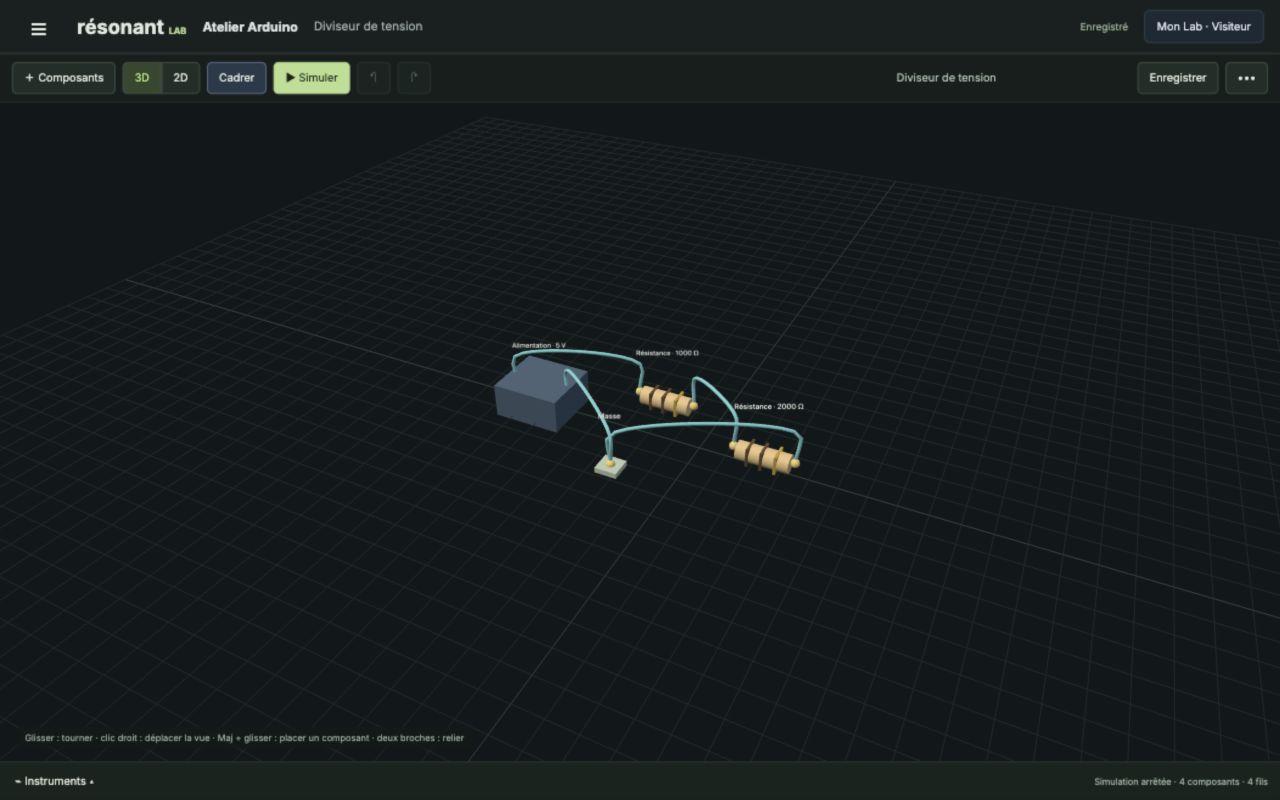 résonant LAB Atelier Arduino Diviseur de tension Enregistré Mon Lab · Visiteur
+ Composants 3D 2D Cadrer ▶ Simuler Diviseur de tension Enregistrer •••
Alimentation · 5 V
Résistance · 1000 Ω
Résistance · 2000 Ω
Masse
Glisser : tourner · clic droit : déplacer la vue · Maj + glisser : placer un composant · deux broches : relier
Instruments
Simulation arrêtée · 4 composants · 4 fils